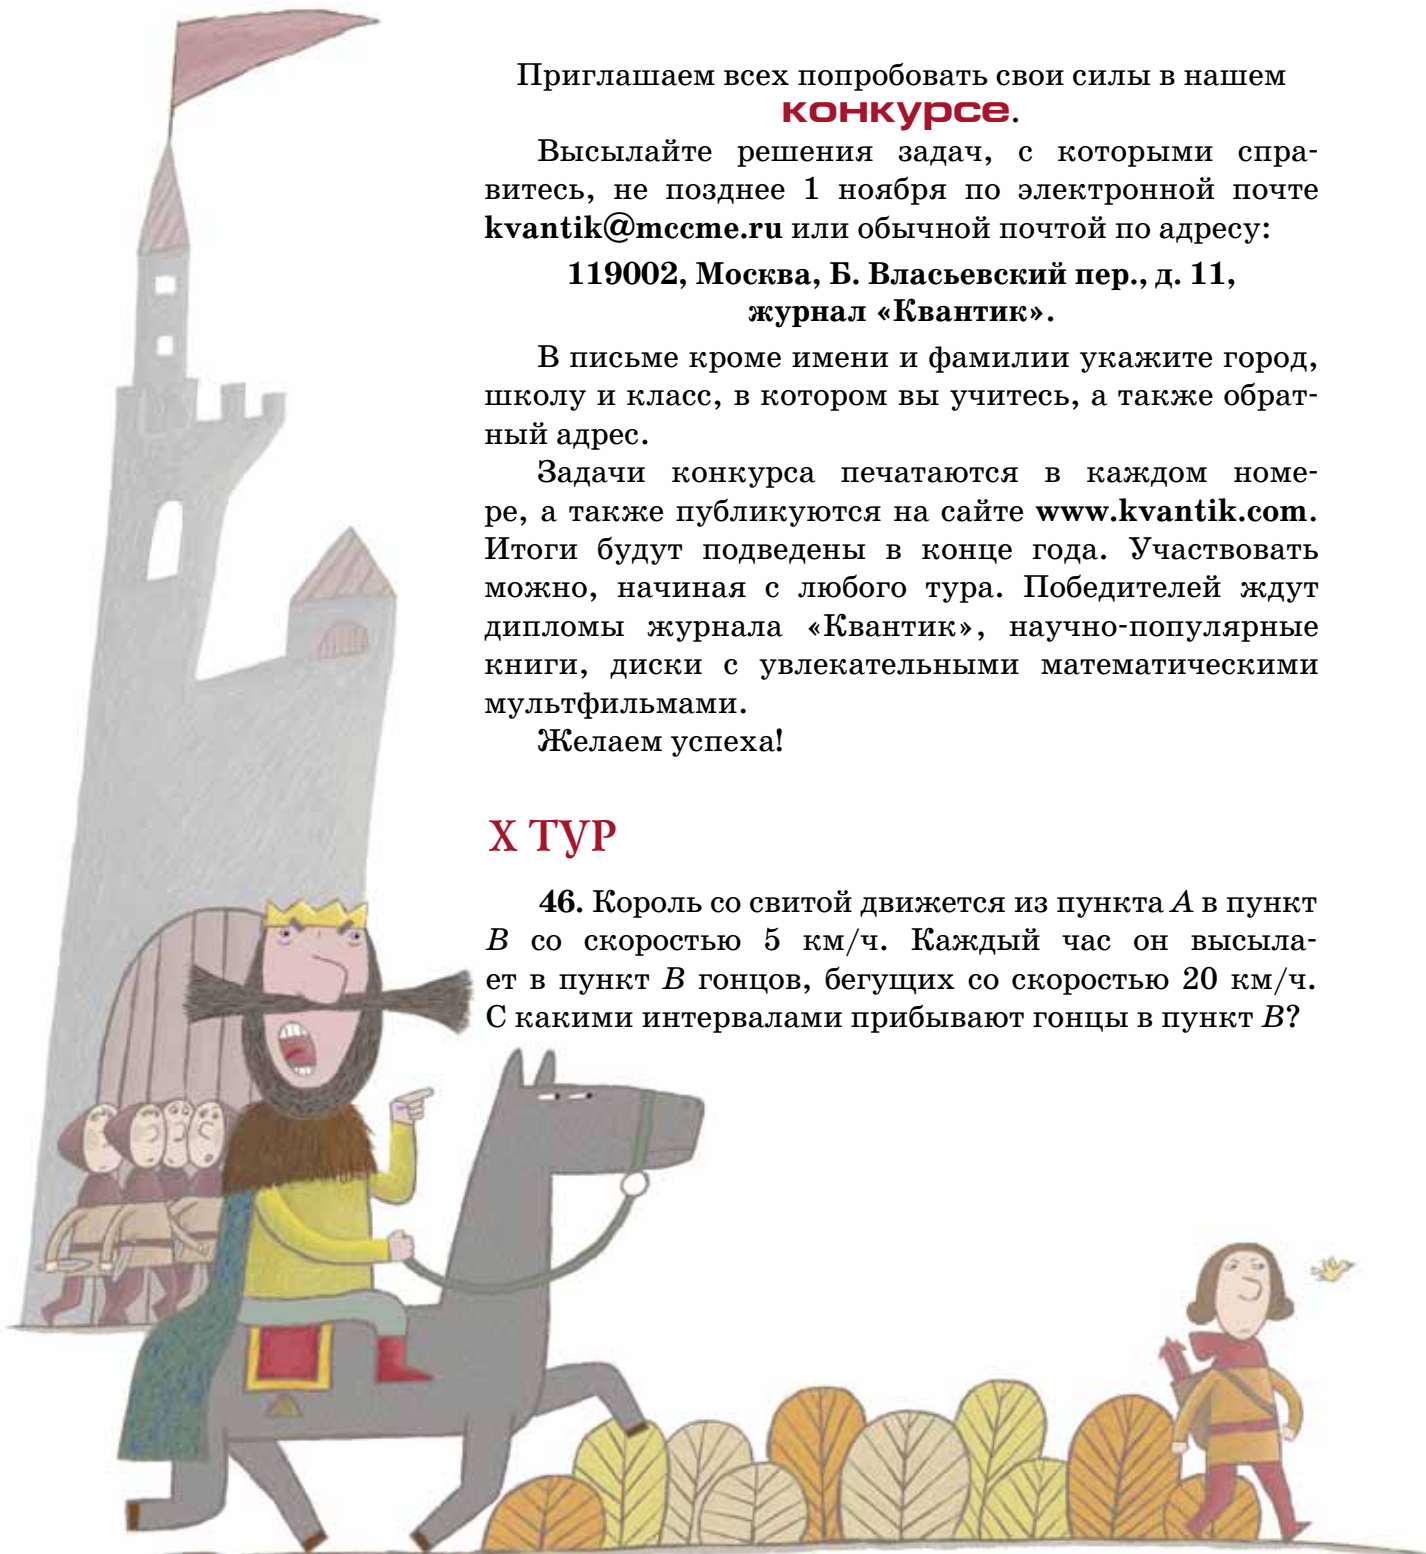 Приглашаем всех попробовать свои силы в нашем
конкурсе.
Высылайте решения задач, с которыми спра-
витесь, не позднее 1 ноября по электронной почте
kvantik@mccme.ru или обычной почтой по адресу:
119002, Москва, Б. Власьевский пер., д. 11,
журнал «Квантик».
В письме кроме имени и фамилии укажите город,
школу и класс, в котором вы учитесь, а также обрат-
ный адрес.
Задачи конкурса печатаются в каждом номе-
ре, а также публикуются на сайте www.kvantik.com.
Итоги будут подведены в конце года. Участвовать
можно, начиная с любого тура. Победителей ждут
дипломы журнала «Квантик», научно-популярные
книги, диски с увлекательными математическими
мультфильмами.
Желаем успеха!
X ТУР
46. Король со свитой движется из пункта A в пункт
B со скоростью 5 км/ч. Каждый час он высыла-
ет в пункт B гонцов, бегущих со скоростью 20 км/ч.
С какими интервалами прибывают гонцы в пункт B?